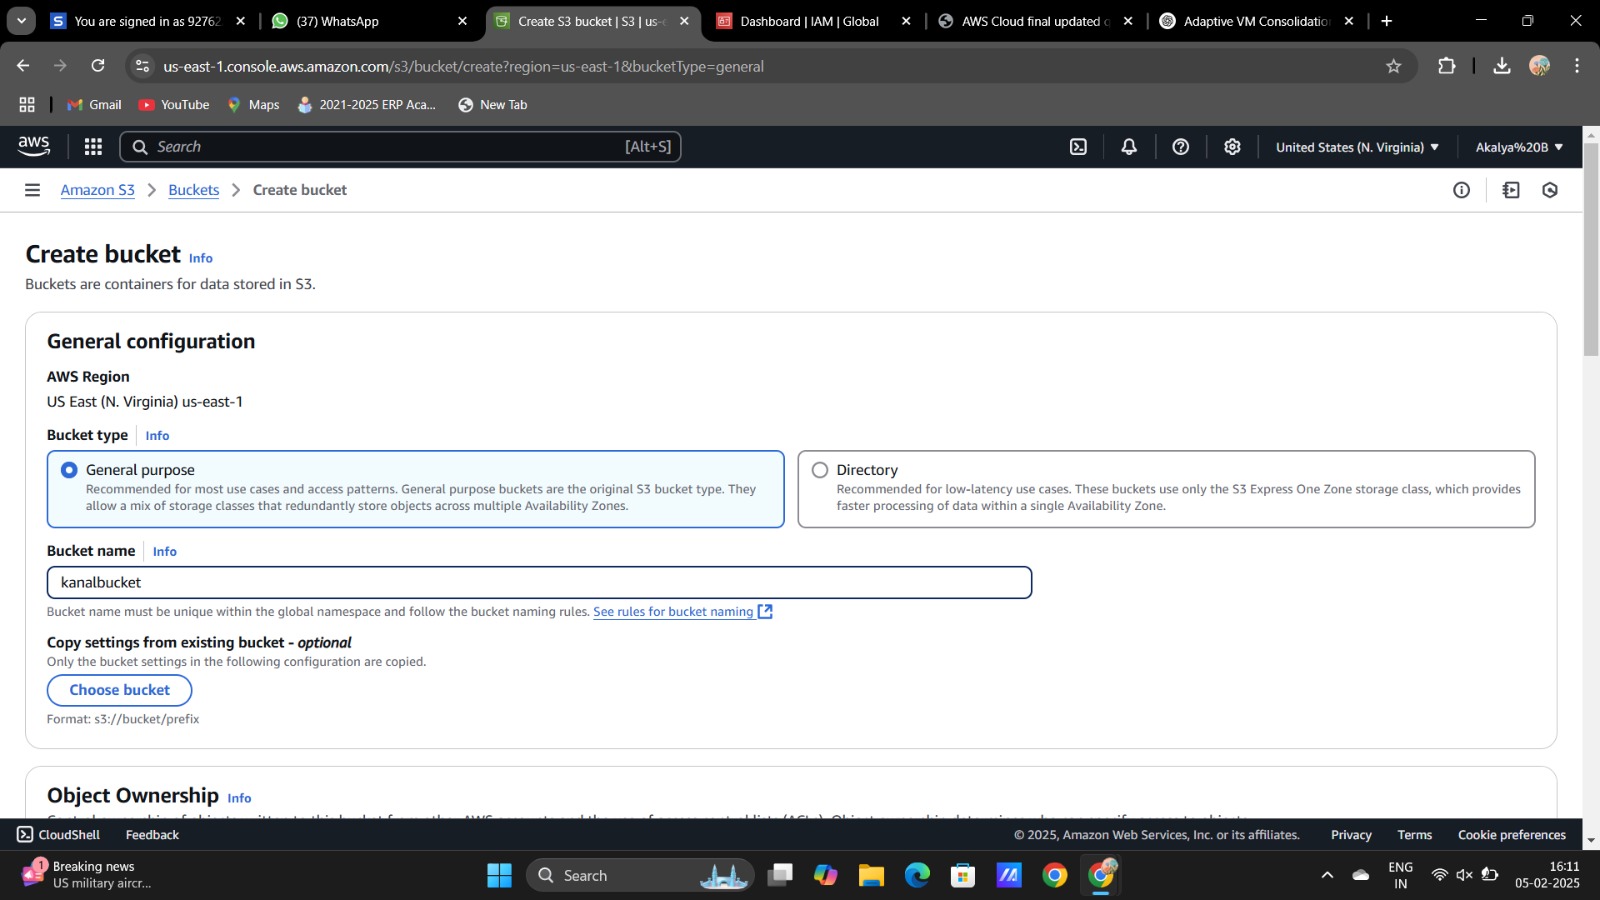 You are signed in as 92762
(37) WhatsApp
Create S3 bucket | S3 | us-e
Dashboard | IAM | Global
AWS Cloud final updated
Adaptive VM Consolidatio
us-east-1.console.aws.amazon.com/s3/bucket/create?region=us-east-1&bucketType=general
Gmail
YouTube
Maps
2021-2025 ERP Aca...
New Tab
aws
Search
[Alt+S]
United States (N. Virginia)
Akalya%20B
Amazon S3
Buckets
Create bucket
Create bucket Info
Buckets are containers for data stored in S3.
General configuration
AWS Region
US East (N. Virginia) us-east-1
Bucket type Info
General purpose
Recommended for most use cases and access patterns. General purpose buckets are the original S3 bucket type. They
allow a mix of storage classes that redundantly store objects across multiple Availability Zones.
Directory
Recommended for low-latency use cases. These buckets use only the S3 Express One Zone storage class, which provides
faster processing of data within a single Availability Zone.
Bucket name Info
kanalbucket
Bucket name must be unique within the global namespace and follow the bucket naming rules. See rules for bucket naming
Copy settings from existing bucket - optional
Only the bucket settings in the following configuration are copied.
Choose bucket
Format: s3://bucket/prefix
Object Ownership Info
CloudShell
Feedback
© 2025, Amazon Web Services, Inc. or its affiliates.
Privacy
Terms
Cookie preferences
1
Breaking news
US military aircr...
Search
ENG
IN
16:11
05-02-2025